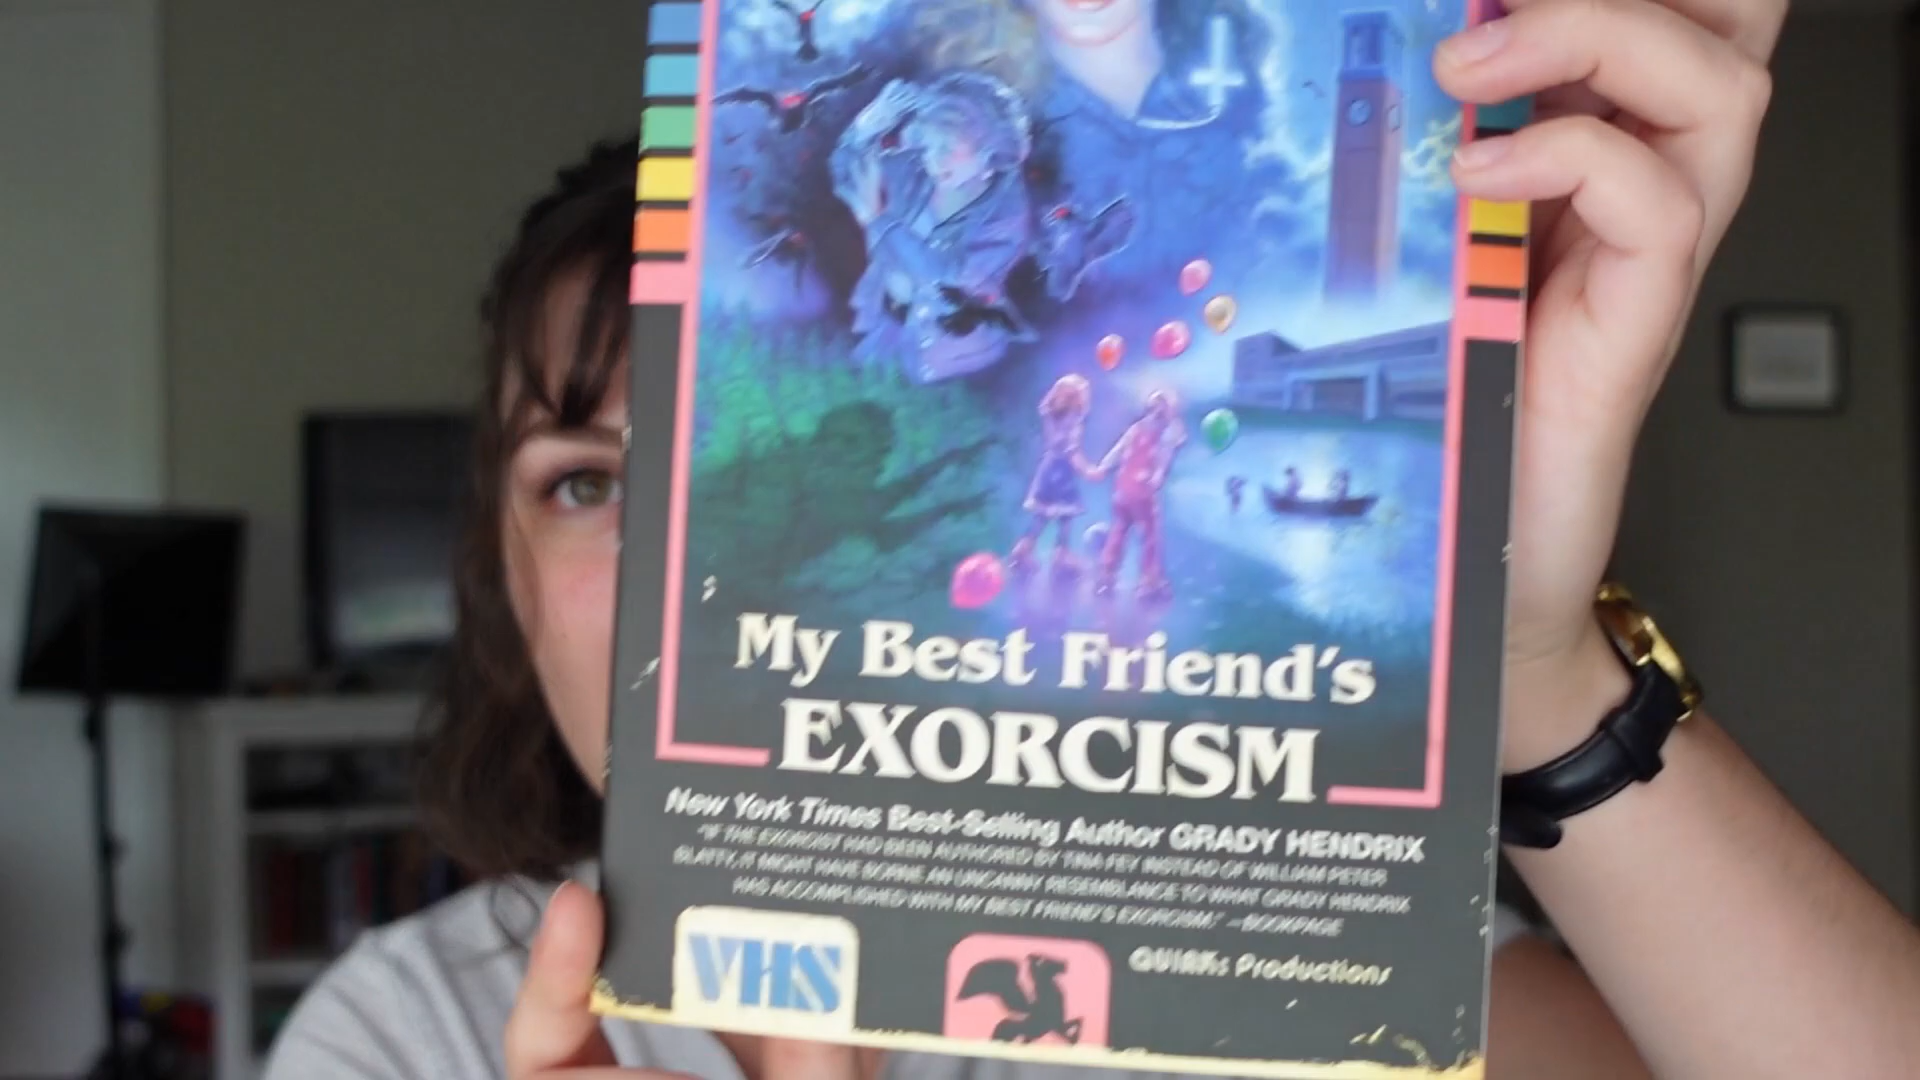 My Best Friend's
EXORCISM
New York Times Best-Selling Author GRADY HENDRIX
"IF THE EXORCIST HAD BEEN AUTHORED BY TINA FEY INSTEAD OF WILLIAM PETER
BLATTY, IT MIGHT HAVE BORNE AN UNCANNY RESEMBLANCE TO WHAT GRADY HENDRIX
HAS ACCOMPLISHED WITH MY BEST FRIEND'S EXORCISM." —BOOKPAGE
VHS
QUIRK: Productions